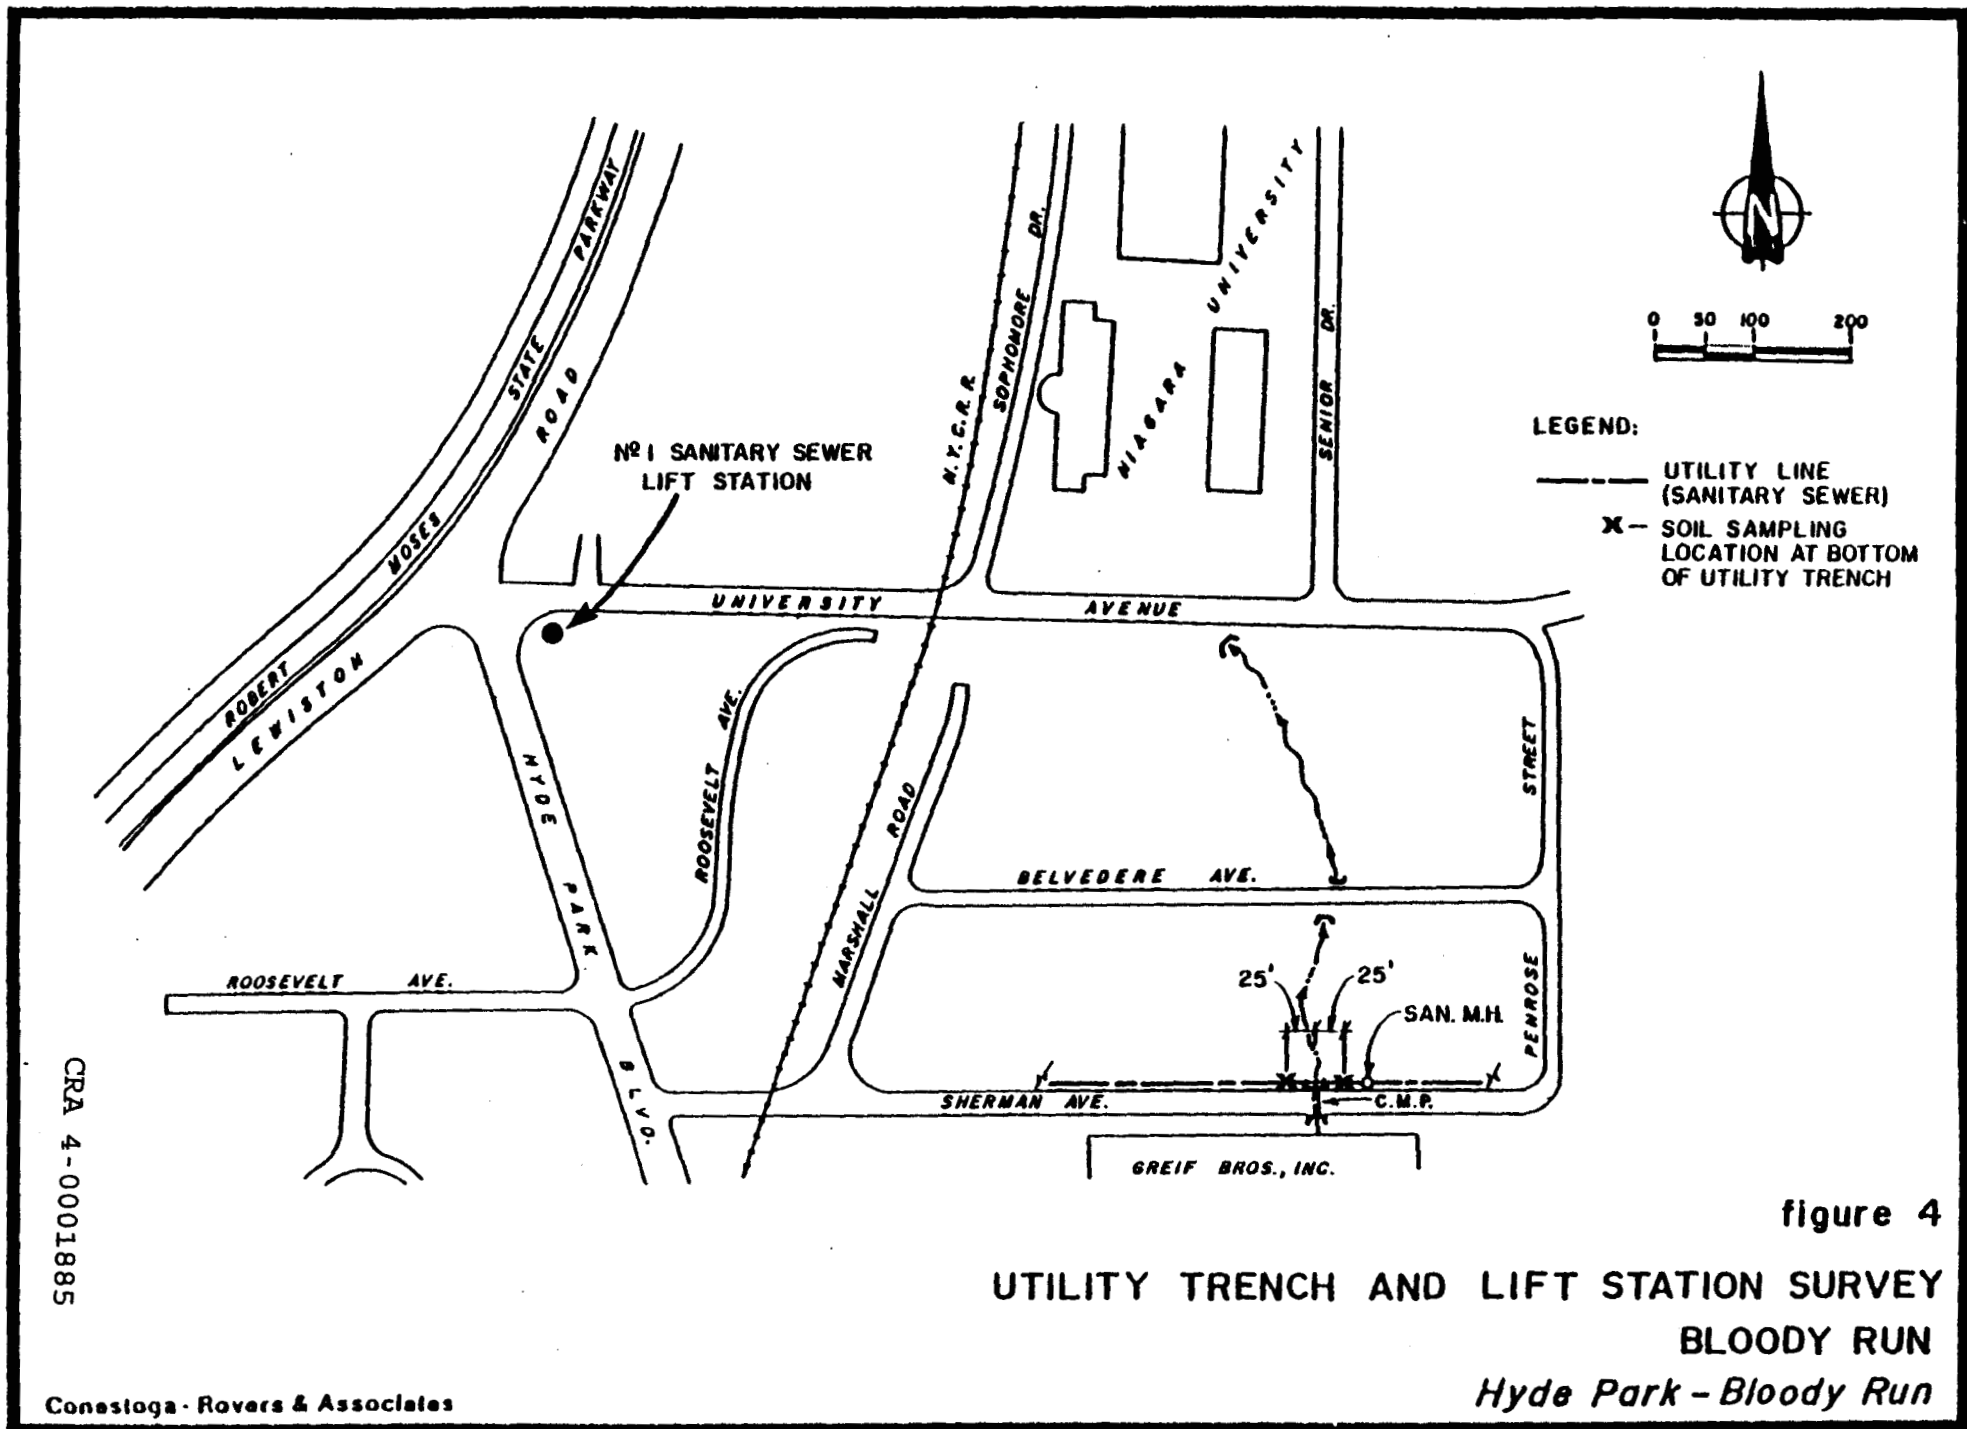 ROBERT MOSES STATE PARKWAY
LEWISTON ROAD
Nº 1 SANITARY SEWER
LIFT STATION
N.Y.C.R.R.
SOPHOMORE DR.
NIAGARA UNIVERSITY
SENIOR DR.
N
0 50 100 200
LEGEND:
UTILITY LINE
(SANITARY SEWER)
X – SOIL SAMPLING
LOCATION AT BOTTOM
OF UTILITY TRENCH
UNIVERSITY AVENUE
HYDE PARK BLVD.
ROOSEVELT AVE.
MARSHALL ROAD
BELVEDERE AVE.
PENROSE STREET
ROOSEVELT AVE.
25' 25'
SAN. M.H.
SHERMAN AVE.
C.M.P.
GREIF BROS., INC.
CRA 4-0001885
figure 4
UTILITY TRENCH AND LIFT STATION SURVEY
BLOODY RUN
Hyde Park – Bloody Run
Conestoga - Rovers & Associates